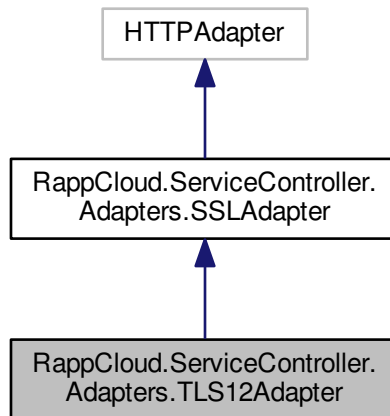 HTTPAdapter
RappCloud.ServiceController.
Adapters.SSLAdapter
RappCloud.ServiceController.
Adapters.TLS12Adapter